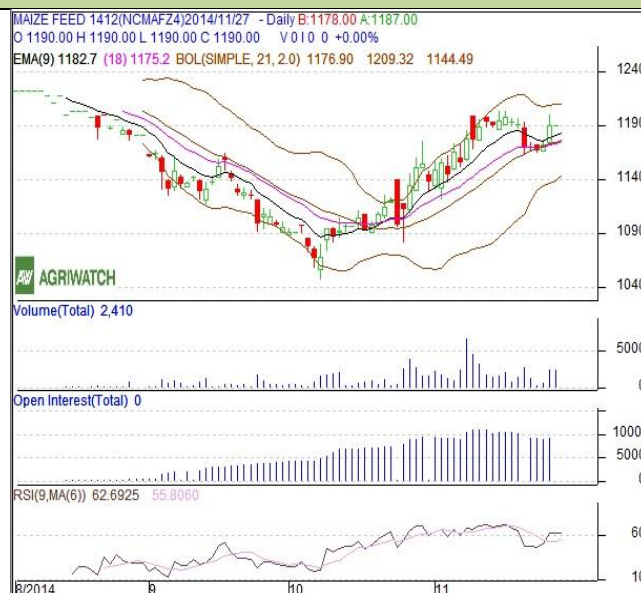 MAIZE FEED 1412(NCMAFZ4)2014/11/27 - Daily B:1178.00 A:1187.00
O 1190.00 H 1190.00 L 1190.00 C 1190.00 V 0 I 0 0 +0.00%
EMA(9) 1182.7 (18) 1175.2 BOL(SIMPLE, 21, 2.0) 1176.90 1209.32 1144.49
1240
1190
1140
1090
1040
AW AGRIWATCH
Volume(Total) 2,410
5000
0
Open Interest(Total) 0
1000
5000
0
RSI(9,MA(6)) 62.6925 55.8060
60
10
8/2014 9 10 11